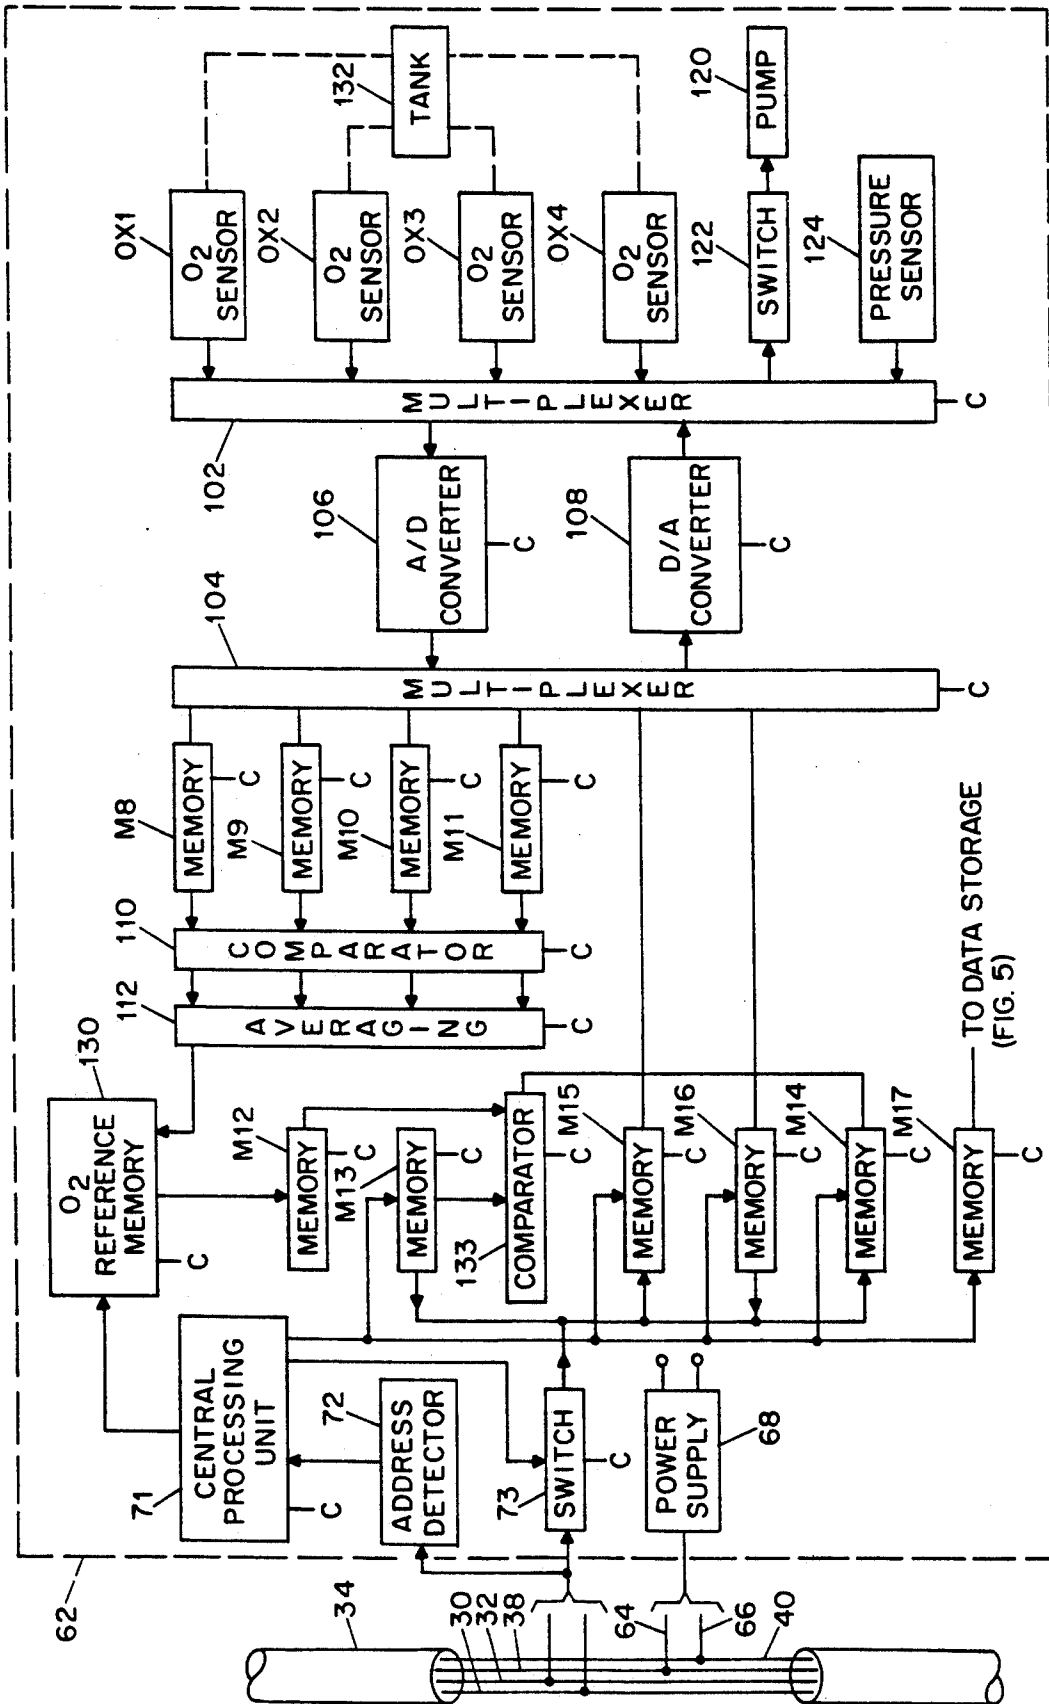 62
34
30
32
38
64
66
40
71
CENTRAL
PROCESSING
UNIT
C
72
ADDRESS
DETECTOR
73
SWITCH
C
POWER
SUPPLY
68
130
O2
REFERENCE
MEMORY
C
M12
MEMORY
C
M13
MEMORY
C
133
COMPARATOR
C
M15
MEMORY
C
M16
MEMORY
C
M14
MEMORY
C
M17
MEMORY
C
TO DATA STORAGE
(FIG. 5)
112
AVERAGING
C
110
COMPARATOR
C
M8
MEMORY
C
M9
MEMORY
C
M10
MEMORY
C
M11
MEMORY
C
104
MULTIPLEXER
C
106
A/D
CONVERTER
C
108
D/A
CONVERTER
C
102
MULTIPLEXER
C
OX1
O2
SENSOR
OX2
O2
SENSOR
OX3
O2
SENSOR
OX4
O2
SENSOR
132
TANK
122
SWITCH
120
PUMP
124
PRESSURE
SENSOR